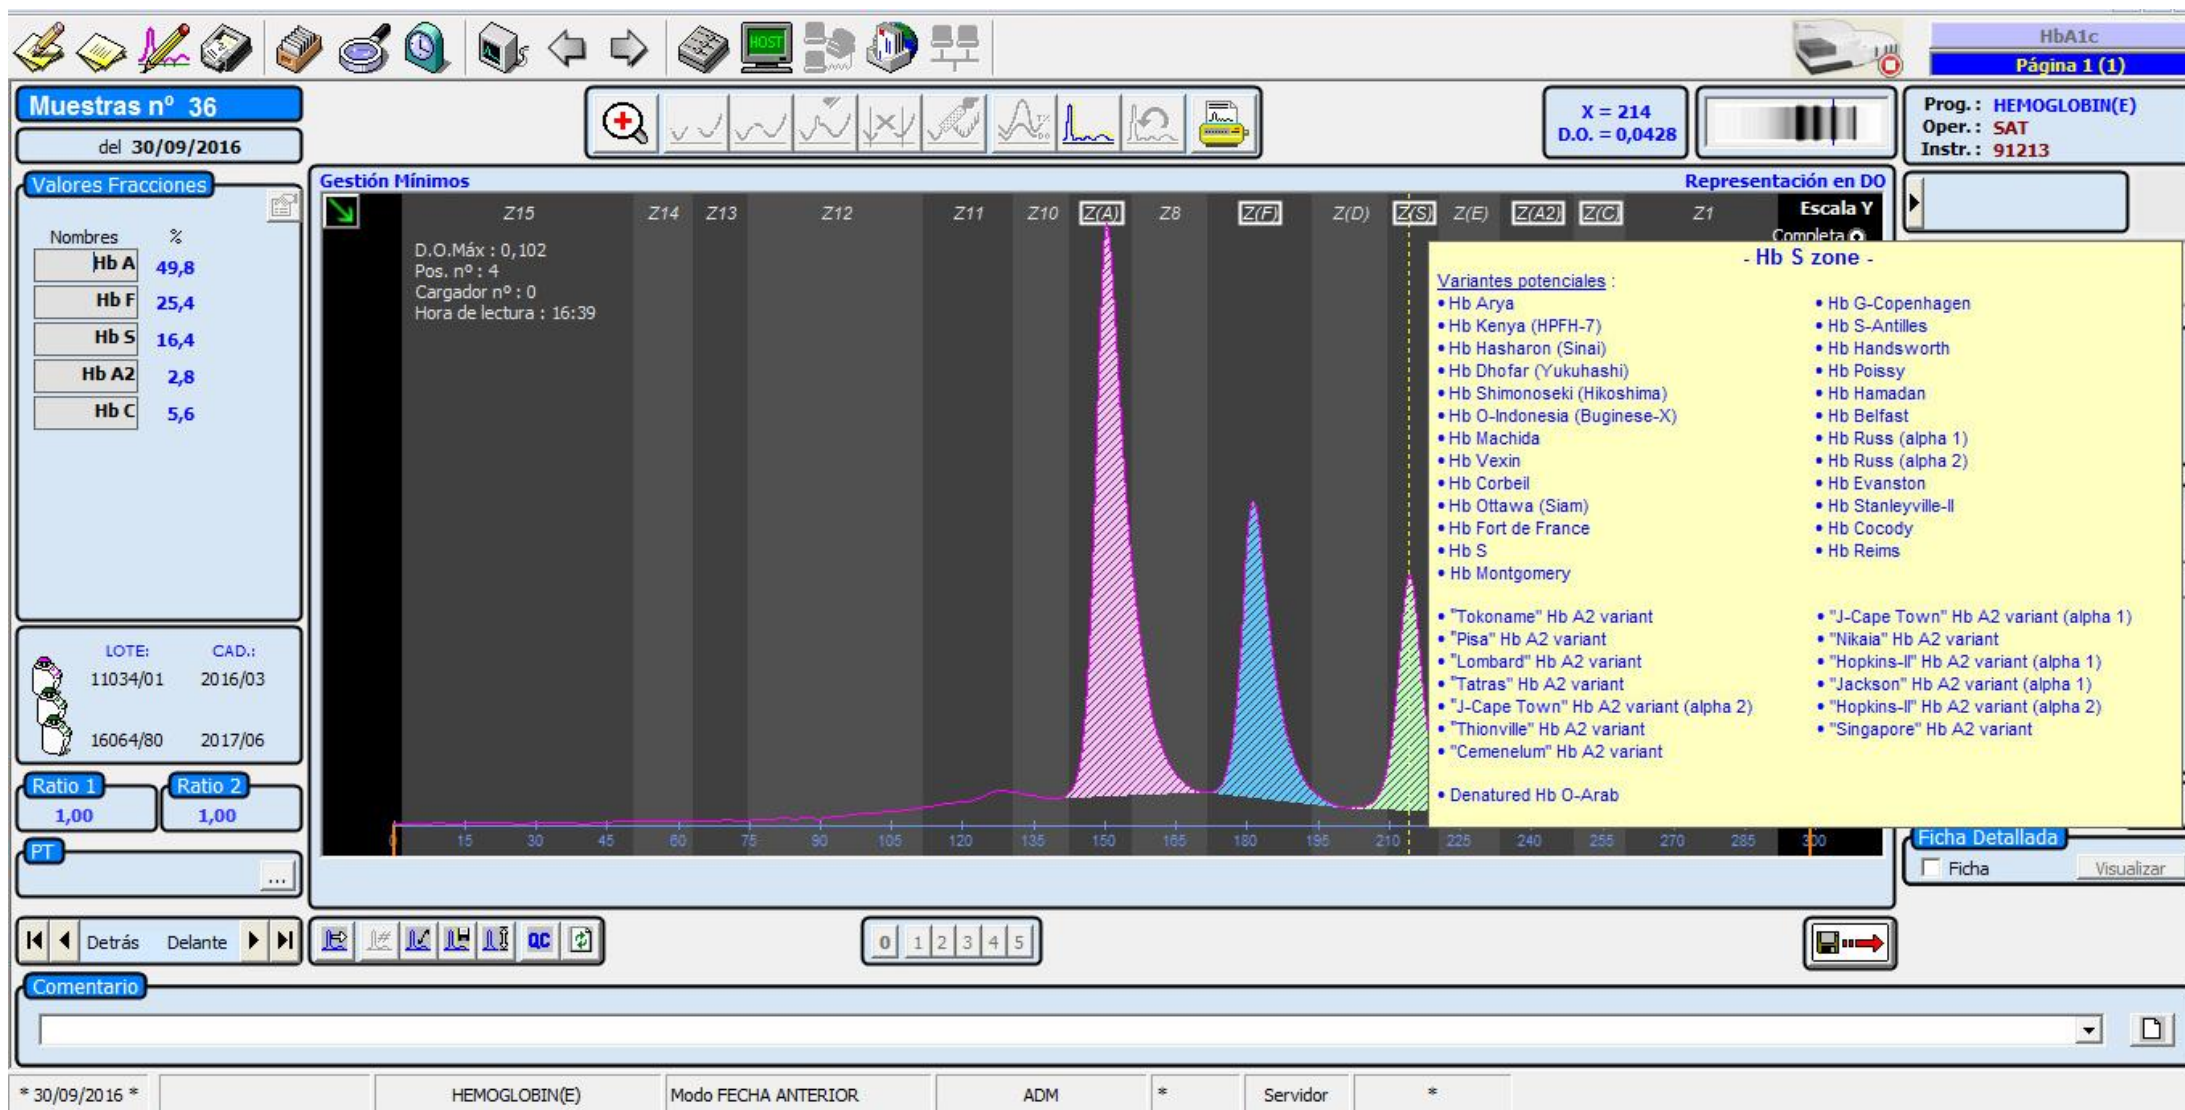 HbA1c
Página 1 (1)
HOST
Muestras nº 36
del 30/09/2016
X = 214
D.O. = 0,0428
Prog.: HEMOGLOBIN(E)
Oper.: SAT
Instr.: 91213
Valores Fracciones
Nombres %
Hb A 49,8
Hb F 25,4
Hb S 16,4
Hb A2 2,8
Hb C 5,6
Gestión Mínimos
Representación en DO
Z15 Z14 Z13 Z12 Z11 Z10 Z(A) Z8 Z(F) Z(D) Z(S) Z(E) Z(A2) Z(C) Z1
Escala Y
Completa
D.O.Máx : 0,102
Pos. nº : 4
Cargador nº : 0
Hora de lectura : 16:39
- Hb S zone -
Variantes potenciales :
• Hb Arya
• Hb Kenya (HPFH-7)
• Hb Hasharon (Sinai)
• Hb Dhofar (Yukuhashi)
• Hb Shimonoseki (Hikoshima)
• Hb O-Indonesia (Buginese-X)
• Hb Machida
• Hb Vexin
• Hb Corbeil
• Hb Ottawa (Siam)
• Hb Fort de France
• Hb S
• Hb Montgomery
• Hb G-Copenhagen
• Hb S-Antilles
• Hb Handsworth
• Hb Poissy
• Hb Hamadan
• Hb Belfast
• Hb Russ (alpha 1)
• Hb Russ (alpha 2)
• Hb Evanston
• Hb Stanleyville-II
• Hb Cocody
• Hb Reims
• "Tokoname" Hb A2 variant
• "Pisa" Hb A2 variant
• "Lombard" Hb A2 variant
• "Tatras" Hb A2 variant
• "J-Cape Town" Hb A2 variant (alpha 2)
• "Thionville" Hb A2 variant
• "Cemenelum" Hb A2 variant
• "J-Cape Town" Hb A2 variant (alpha 1)
• "Nikaia" Hb A2 variant
• "Hopkins-II" Hb A2 variant (alpha 1)
• "Jackson" Hb A2 variant (alpha 1)
• "Hopkins-II" Hb A2 variant (alpha 2)
• "Singapore" Hb A2 variant
• Denatured Hb O-Arab
0 15 30 45 60 75 90 105 120 135 150 165 180 195 210 225 240 255 270 285 300
LOTE: CAD.:
11034/01 2016/03
16064/80 2017/06
Ratio 1 Ratio 2
1,00 1,00
PT
...
Ficha Detallada
Ficha Visualizar
Detrás Delante
QC
0 1 2 3 4 5
Comentario
* 30/09/2016 * HEMOGLOBIN(E) Modo FECHA ANTERIOR ADM * Servidor *